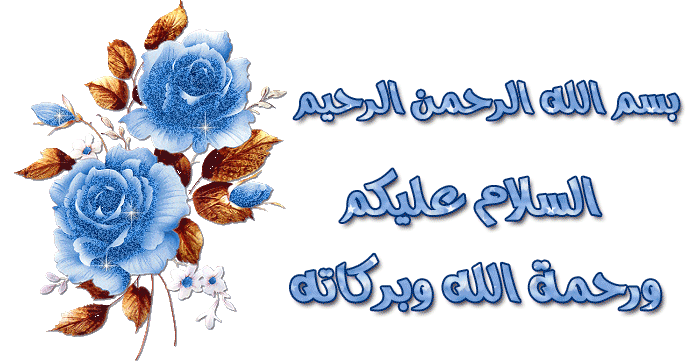 بسم الله الرحمن الرحيم
السلام عليكم
ورحمة الله وبركاته